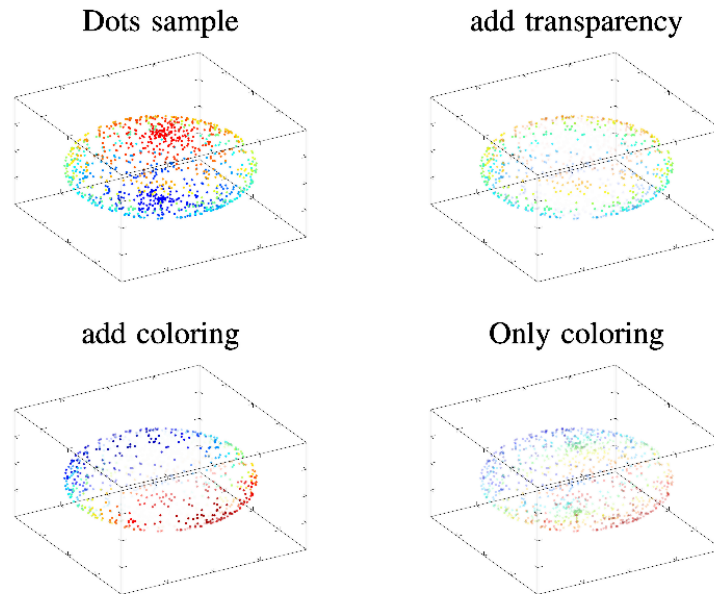 Dots sample
add transparency
add coloring
Only coloring